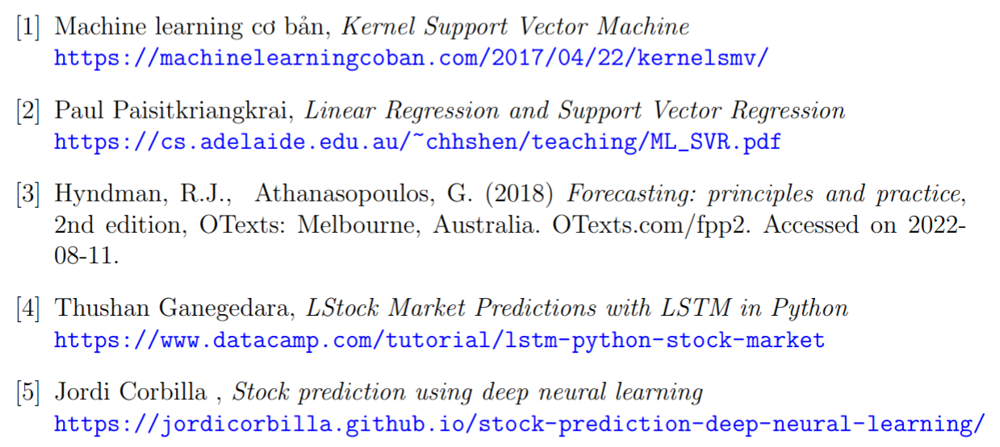 [1] Machine learning cơ bản, Kernel Support Vector Machine
https://machinelearningcoban.com/2017/04/22/kernelsmv/
[2] Paul Paisitkriangkrai, Linear Regression and Support Vector Regression
https://cs.adelaide.edu.au/~chhshen/teaching/ML_SVR.pdf
[3] Hyndman, R.J., Athanasopoulos, G. (2018) Forecasting: principles and practice,
2nd edition, OTexts: Melbourne, Australia. OTexts.com/fpp2. Accessed on 2022-
08-11.
[4] Thushan Ganegedara, LStock Market Predictions with LSTM in Python
https://www.datacamp.com/tutorial/lstm-python-stock-market
[5] Jordi Corbilla , Stock prediction using deep neural learning
https://jordicorbilla.github.io/stock-prediction-deep-neural-learning/